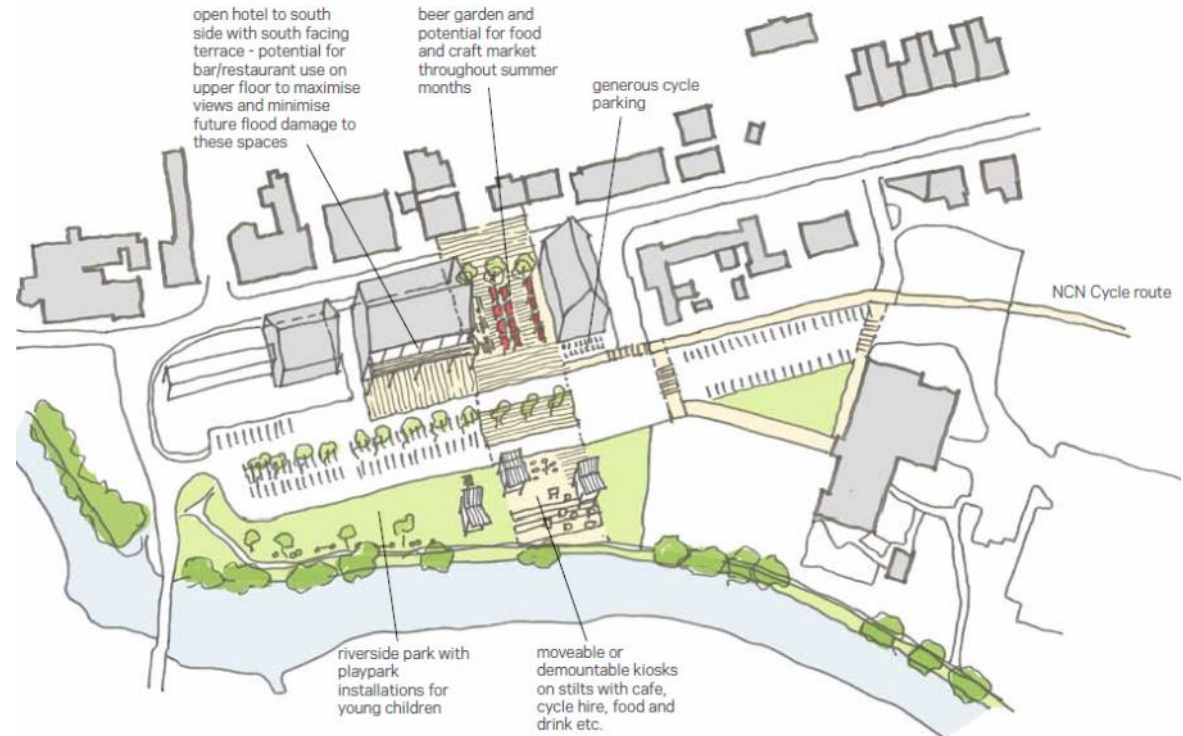 open hotel to south
side with south facing
terrace - potential for
bar/restaurant use on
upper floor to maximise
views and minimise
future flood damage to
these spaces
beer garden and
potential for food
and craft market
throughout summer
months
generous cycle
parking
NCN Cycle route
riverside park with
playpark
installations for
young children
moveable or
demountable kiosks
on stilts with cafe,
cycle hire, food and
drink etc.